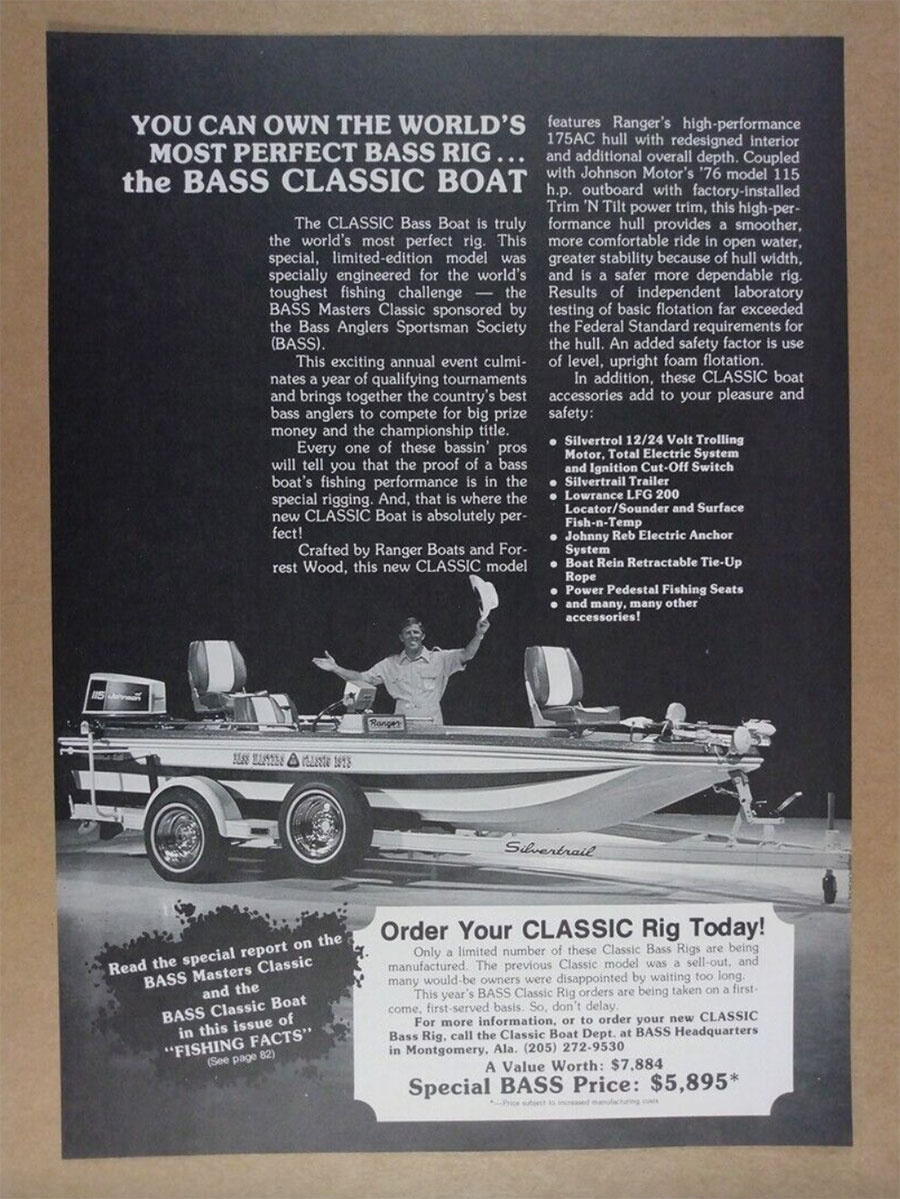 YOU CAN OWN THE WORLD'S
MOST PERFECT BASS RIG...
the BASS CLASSIC BOAT
The CLASSIC Bass Boat is truly
the world's most perfect rig. This
special, limited-edition model was
specially engineered for the world's
toughest fishing challenge — the
BASS Masters Classic sponsored by
the Bass Anglers Sportsman Society
(BASS).
This exciting annual event culmi-
nates a year of qualifying tournaments
and brings together the country's best
bass anglers to compete for big prize
money and the championship title.
Every one of these bassin' pros
will tell you that the proof of a bass
boat's fishing performance is in the
special rigging. And, that is where the
new CLASSIC Boat is absolutely per-
fect!
Crafted by Ranger Boats and For-
rest Wood, this new CLASSIC model
features Ranger's high-performance
175AC hull with redesigned interior
and additional overall depth. Coupled
with Johnson Motor's '76 model 115
h.p. outboard with factory-installed
Trim 'N Tilt power trim, this high-per-
formance hull provides a smoother,
more comfortable ride in open water,
greater stability because of hull width,
and is a safer more dependable rig.
Results of independent laboratory
testing of basic flotation far exceeded
the Federal Standard requirements for
the hull. An added safety factor is use
of level, upright foam flotation.
In addition, these CLASSIC boat
accessories add to your pleasure and
safety:
● Silvertrol 12/24 Volt Trolling
Motor, Total Electric System
and Ignition Cut-Off Switch
● Silvertrail Trailer
● Lowrance LFG 200
Locator/Sounder and Surface
Fish-n-Temp
● Johnny Reb Electric Anchor
System
● Boat Rein Retractable Tie-Up
Rope
● Power Pedestal Fishing Seats
● and many, many other
accessories!
115 Johnson
Ranger
BASS MASTERS CLASSIC 1975
Silvertrail
Read the special report on the
BASS Masters Classic
and the
BASS Classic Boat
in this issue of
"FISHING FACTS"
(See page 82)
Order Your CLASSIC Rig Today!
Only a limited number of these Classic Bass Rigs are being
manufactured. The previous Classic model was a sell-out, and
many would-be owners were disappointed by waiting too long.
This year's BASS Classic Rig orders are being taken on a first-
come, first-served basis. So, don't delay.
For more information, or to order your new CLASSIC
Bass Rig, call the Classic Boat Dept. at BASS Headquarters
in Montgomery, Ala. (205) 272-9530
A Value Worth: $7,884
Special BASS Price: $5,895*
*—Price subject to increased manufacturing costs